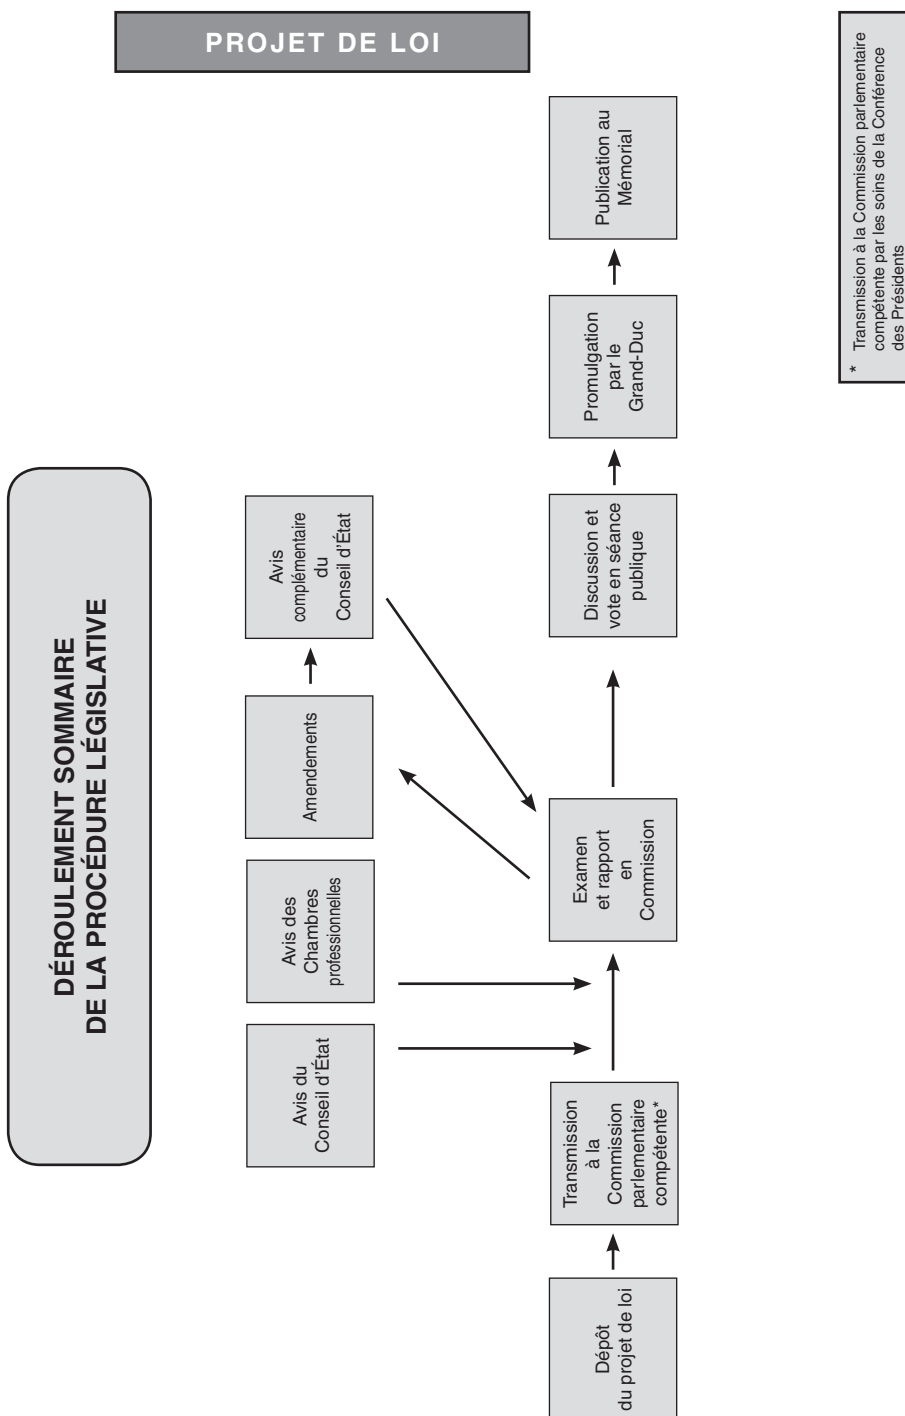 PROJET DE LOI
DÉROULEMENT SOMMAIRE
DE LA PROCÉDURE LÉGISLATIVE
Avis du
Conseil d'État
Avis des
Chambres
professionnelles
Amendements
Avis
complémentaire
du
Conseil d'État
Dépôt
du projet de loi
Transmission
à la
Commission
parlementaire
compétente*
Examen
et rapport
en
Commission
Discussion et
vote en séance
publique
Promulgation
par le
Grand-Duc
Publication au
Mémorial
* Transmission à la Commission parlementaire
compétente par les soins de la Conférence
des Présidents